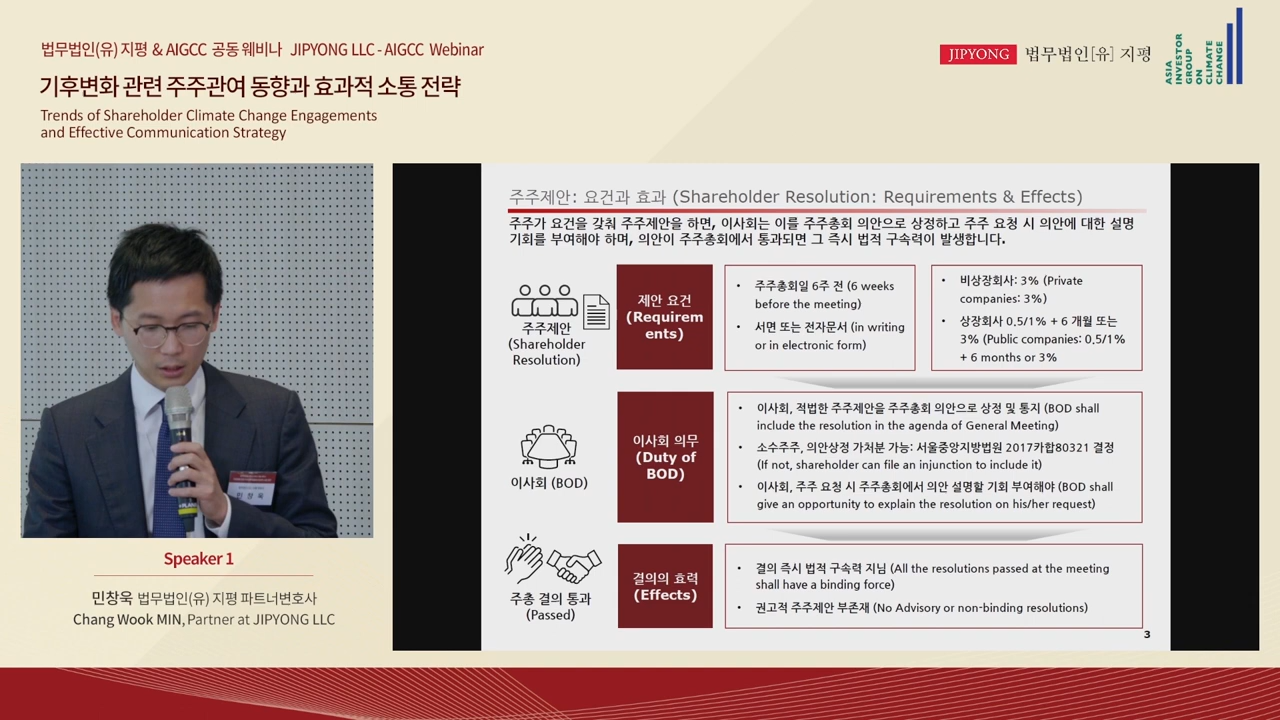 법무법인(유) 지평 & AIGCC 공동 웨비나 JIPYONG LLC - AIGCC Webinar
기후변화 관련 주주관여 동향과 효과적 소통 전략
Trends of Shareholder Climate Change Engagements
and Effective Communication Strategy
JIPYONG 법무법인[유] 지평
ASIA
INVESTOR
GROUP
ON
CLIMATE
CHANGE
민 창 욱
Speaker 1
민창욱 법무법인(유) 지평 파트너변호사
Chang Wook MIN, Partner at JIPYONG LLC
주주제안: 요건과 효과 (Shareholder Resolution: Requirements & Effects)
주주가 요건을 갖춰 주주제안을 하면, 이사회는 이를 주주총회 의안으로 상정하고 주주 요청 시 의안에 대한 설명
기회를 부여해야 하며, 의안이 주주총회에서 통과되면 그 즉시 법적 구속력이 발생합니다.
주주제안
(Shareholder
Resolution)
제안 요건
(Requirem
ents)
• 주주총회일 6주 전 (6 weeks
before the meeting)
• 서면 또는 전자문서 (in writing
or in electronic form)
• 비상장회사: 3% (Private
companies: 3%)
• 상장회사 0.5/1% + 6 개월 또는
3% (Public companies: 0.5/1%
+ 6 months or 3%
이사회 (BOD)
이사회 의무
(Duty of
BOD)
• 이사회, 적법한 주주제안을 주주총회 의안으로 상정 및 통지 (BOD shall
include the resolution in the agenda of General Meeting)
• 소수주주, 의안상정 가처분 가능: 서울중앙지방법원 2017카합80321 결정
(If not, shareholder can file an injunction to include it)
• 이사회, 주주 요청 시 주주총회에서 의안 설명할 기회 부여해야 (BOD shall
give an opportunity to explain the resolution on his/her request)
주총 결의 통과
(Passed)
결의의 효력
(Effects)
• 결의 즉시 법적 구속력 지님 (All the resolutions passed at the meeting
shall have a binding force)
• 권고적 주주제안 부존재 (No Advisory or non-binding resolutions)
3